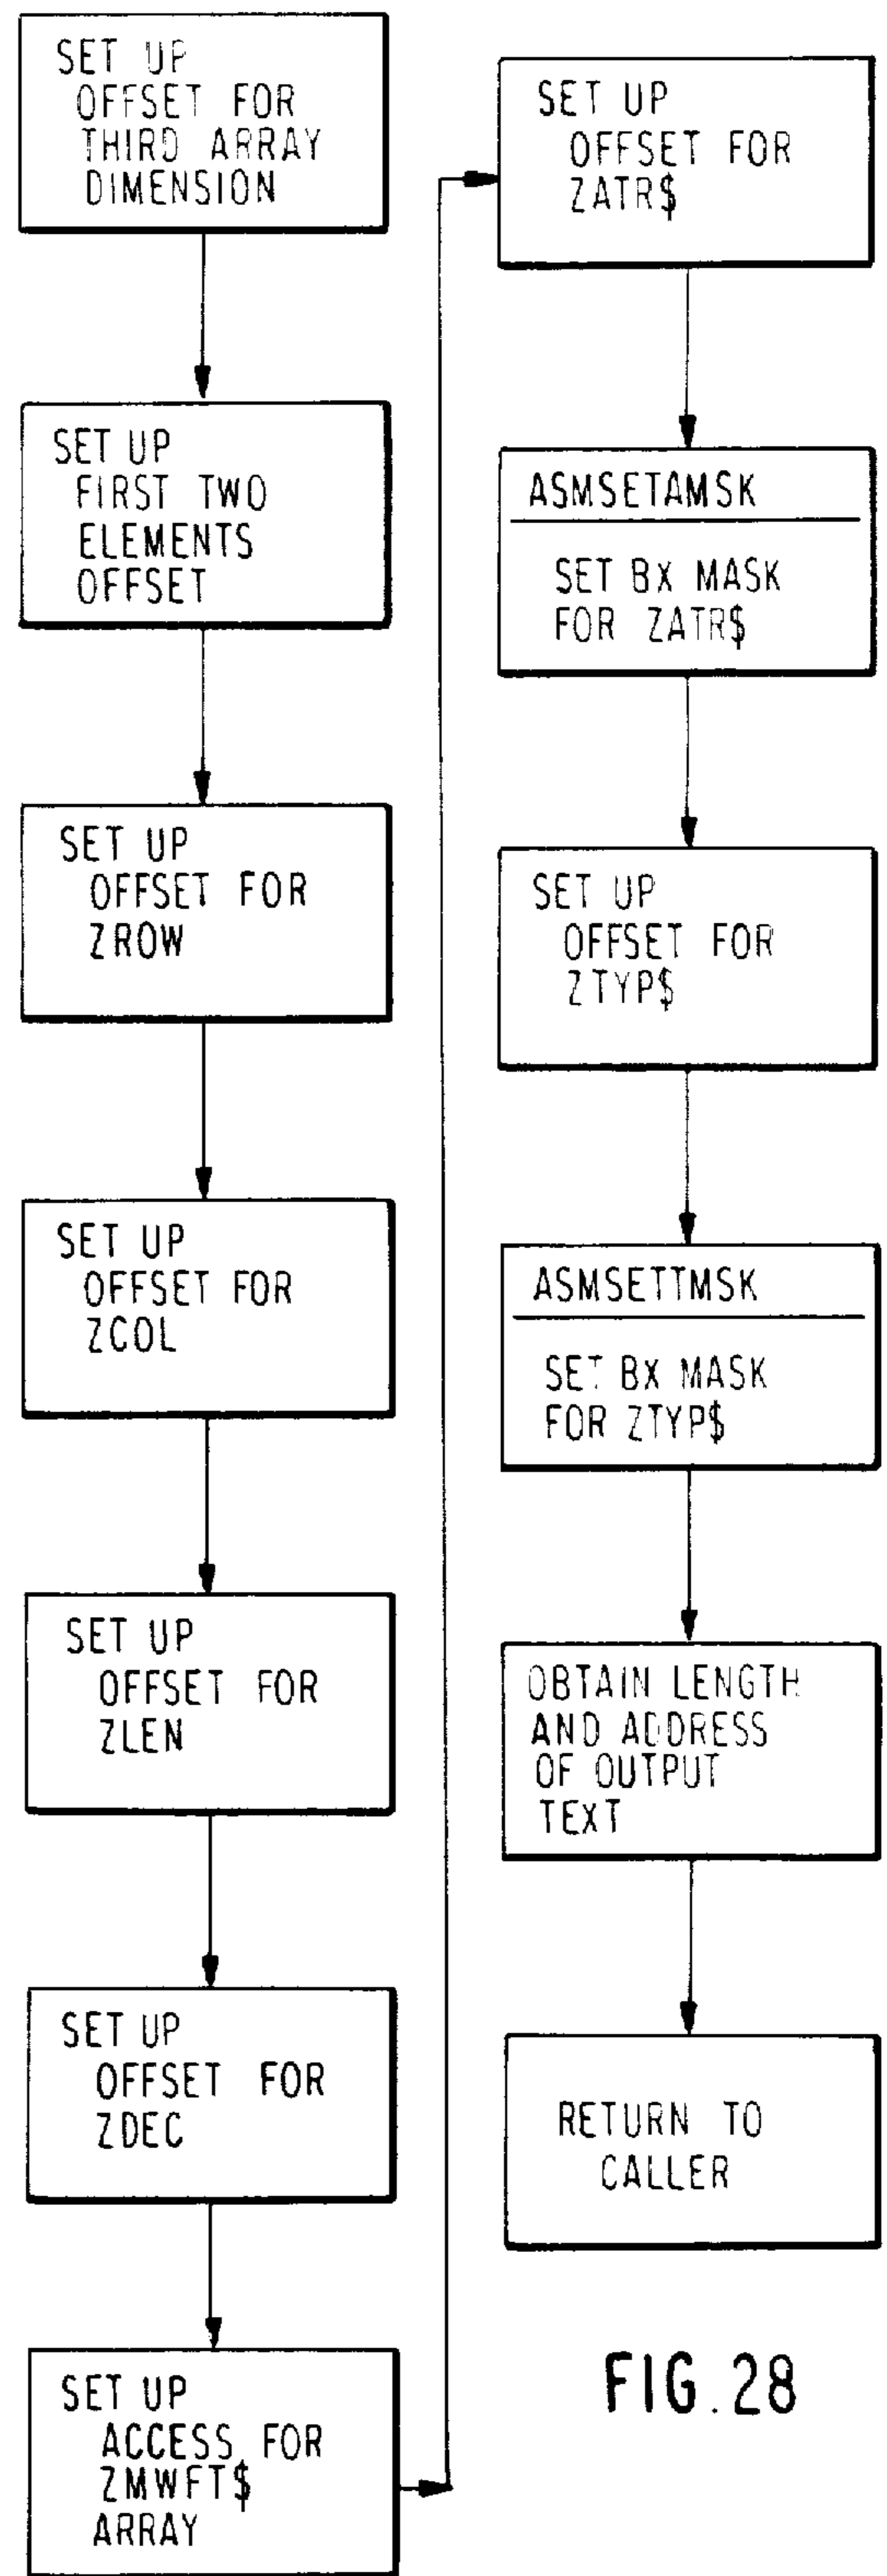 SET UP
OFFSET FOR
THIRD ARRAY
DIMENSION
SET UP
FIRST TWO
ELEMENTS
OFFSET
SET UP
OFFSET FOR
ZROW
SET UP
OFFSET FOR
ZCOL
SET UP
OFFSET FOR
ZLEN
SET UP
OFFSET FOR
ZDEC
SET UP
ACCESS FOR
ZMWFT$
ARRAY
SET UP
OFFSET FOR
ZATR$
ASMSETAMSK
SET BX MASK
FOR ZATR$
SET UP
OFFSET FOR
ZTYP$
ASMSETTMSK
SET BX MASK
FOR ZTYP$
OBTAIN LENGTH
AND ADDRESS
OF OUTPUT
TEXT
RETURN TO
CALLER
FIG.28